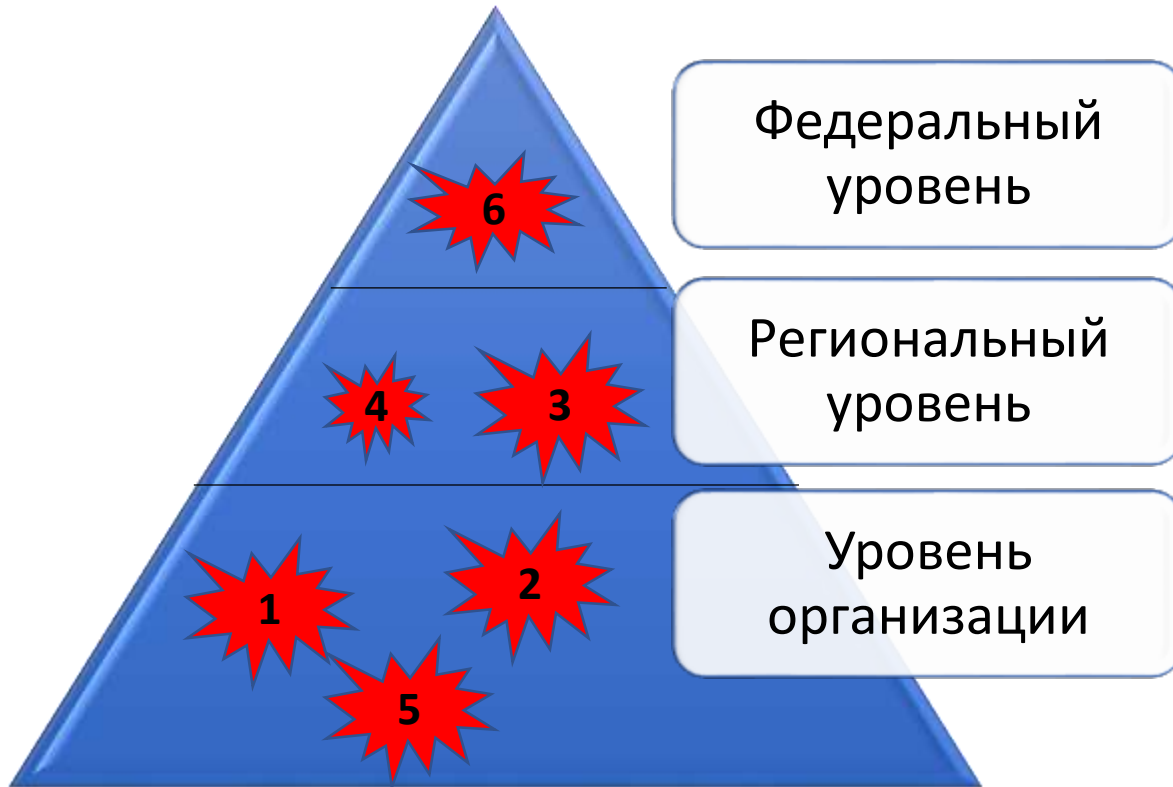 Федеральный
уровень
6
Региональный
уровень
4
3
Уровень
организации
1
2
5